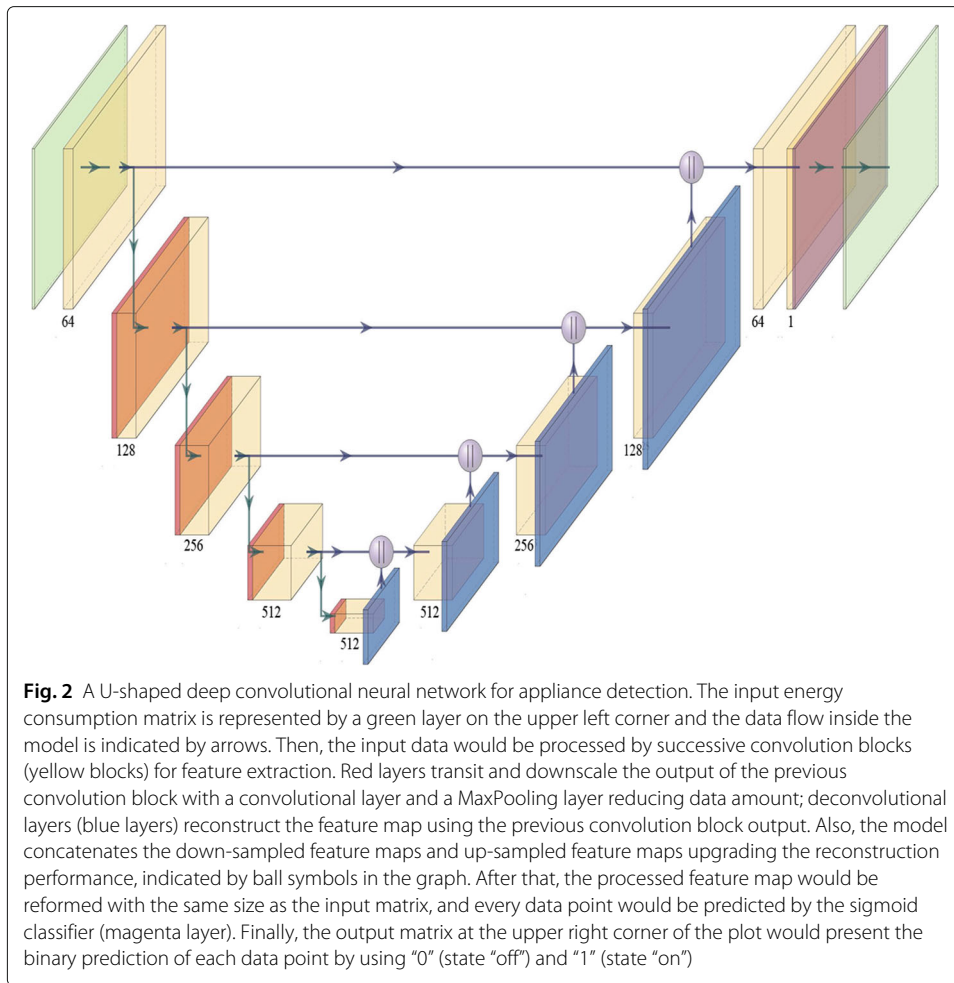 64
64 1
128
128
256
256
512
512
512
Fig. 2 A U-shaped deep convolutional neural network for appliance detection. The input energy
consumption matrix is represented by a green layer on the upper left corner and the data flow inside the
model is indicated by arrows. Then, the input data would be processed by successive convolution blocks
(yellow blocks) for feature extraction. Red layers transit and downscale the output of the previous
convolution block with a convolutional layer and a MaxPooling layer reducing data amount; deconvolutional
layers (blue layers) reconstruct the feature map using the previous convolution block output. Also, the model
concatenates the down-sampled feature maps and up-sampled feature maps upgrading the reconstruction
performance, indicated by ball symbols in the graph. After that, the processed feature map would be
reformed with the same size as the input matrix, and every data point would be predicted by the sigmoid
classifier (magenta layer). Finally, the output matrix at the upper right corner of the plot would present the
binary prediction of each data point by using “0” (state “off”) and “1” (state “on”)